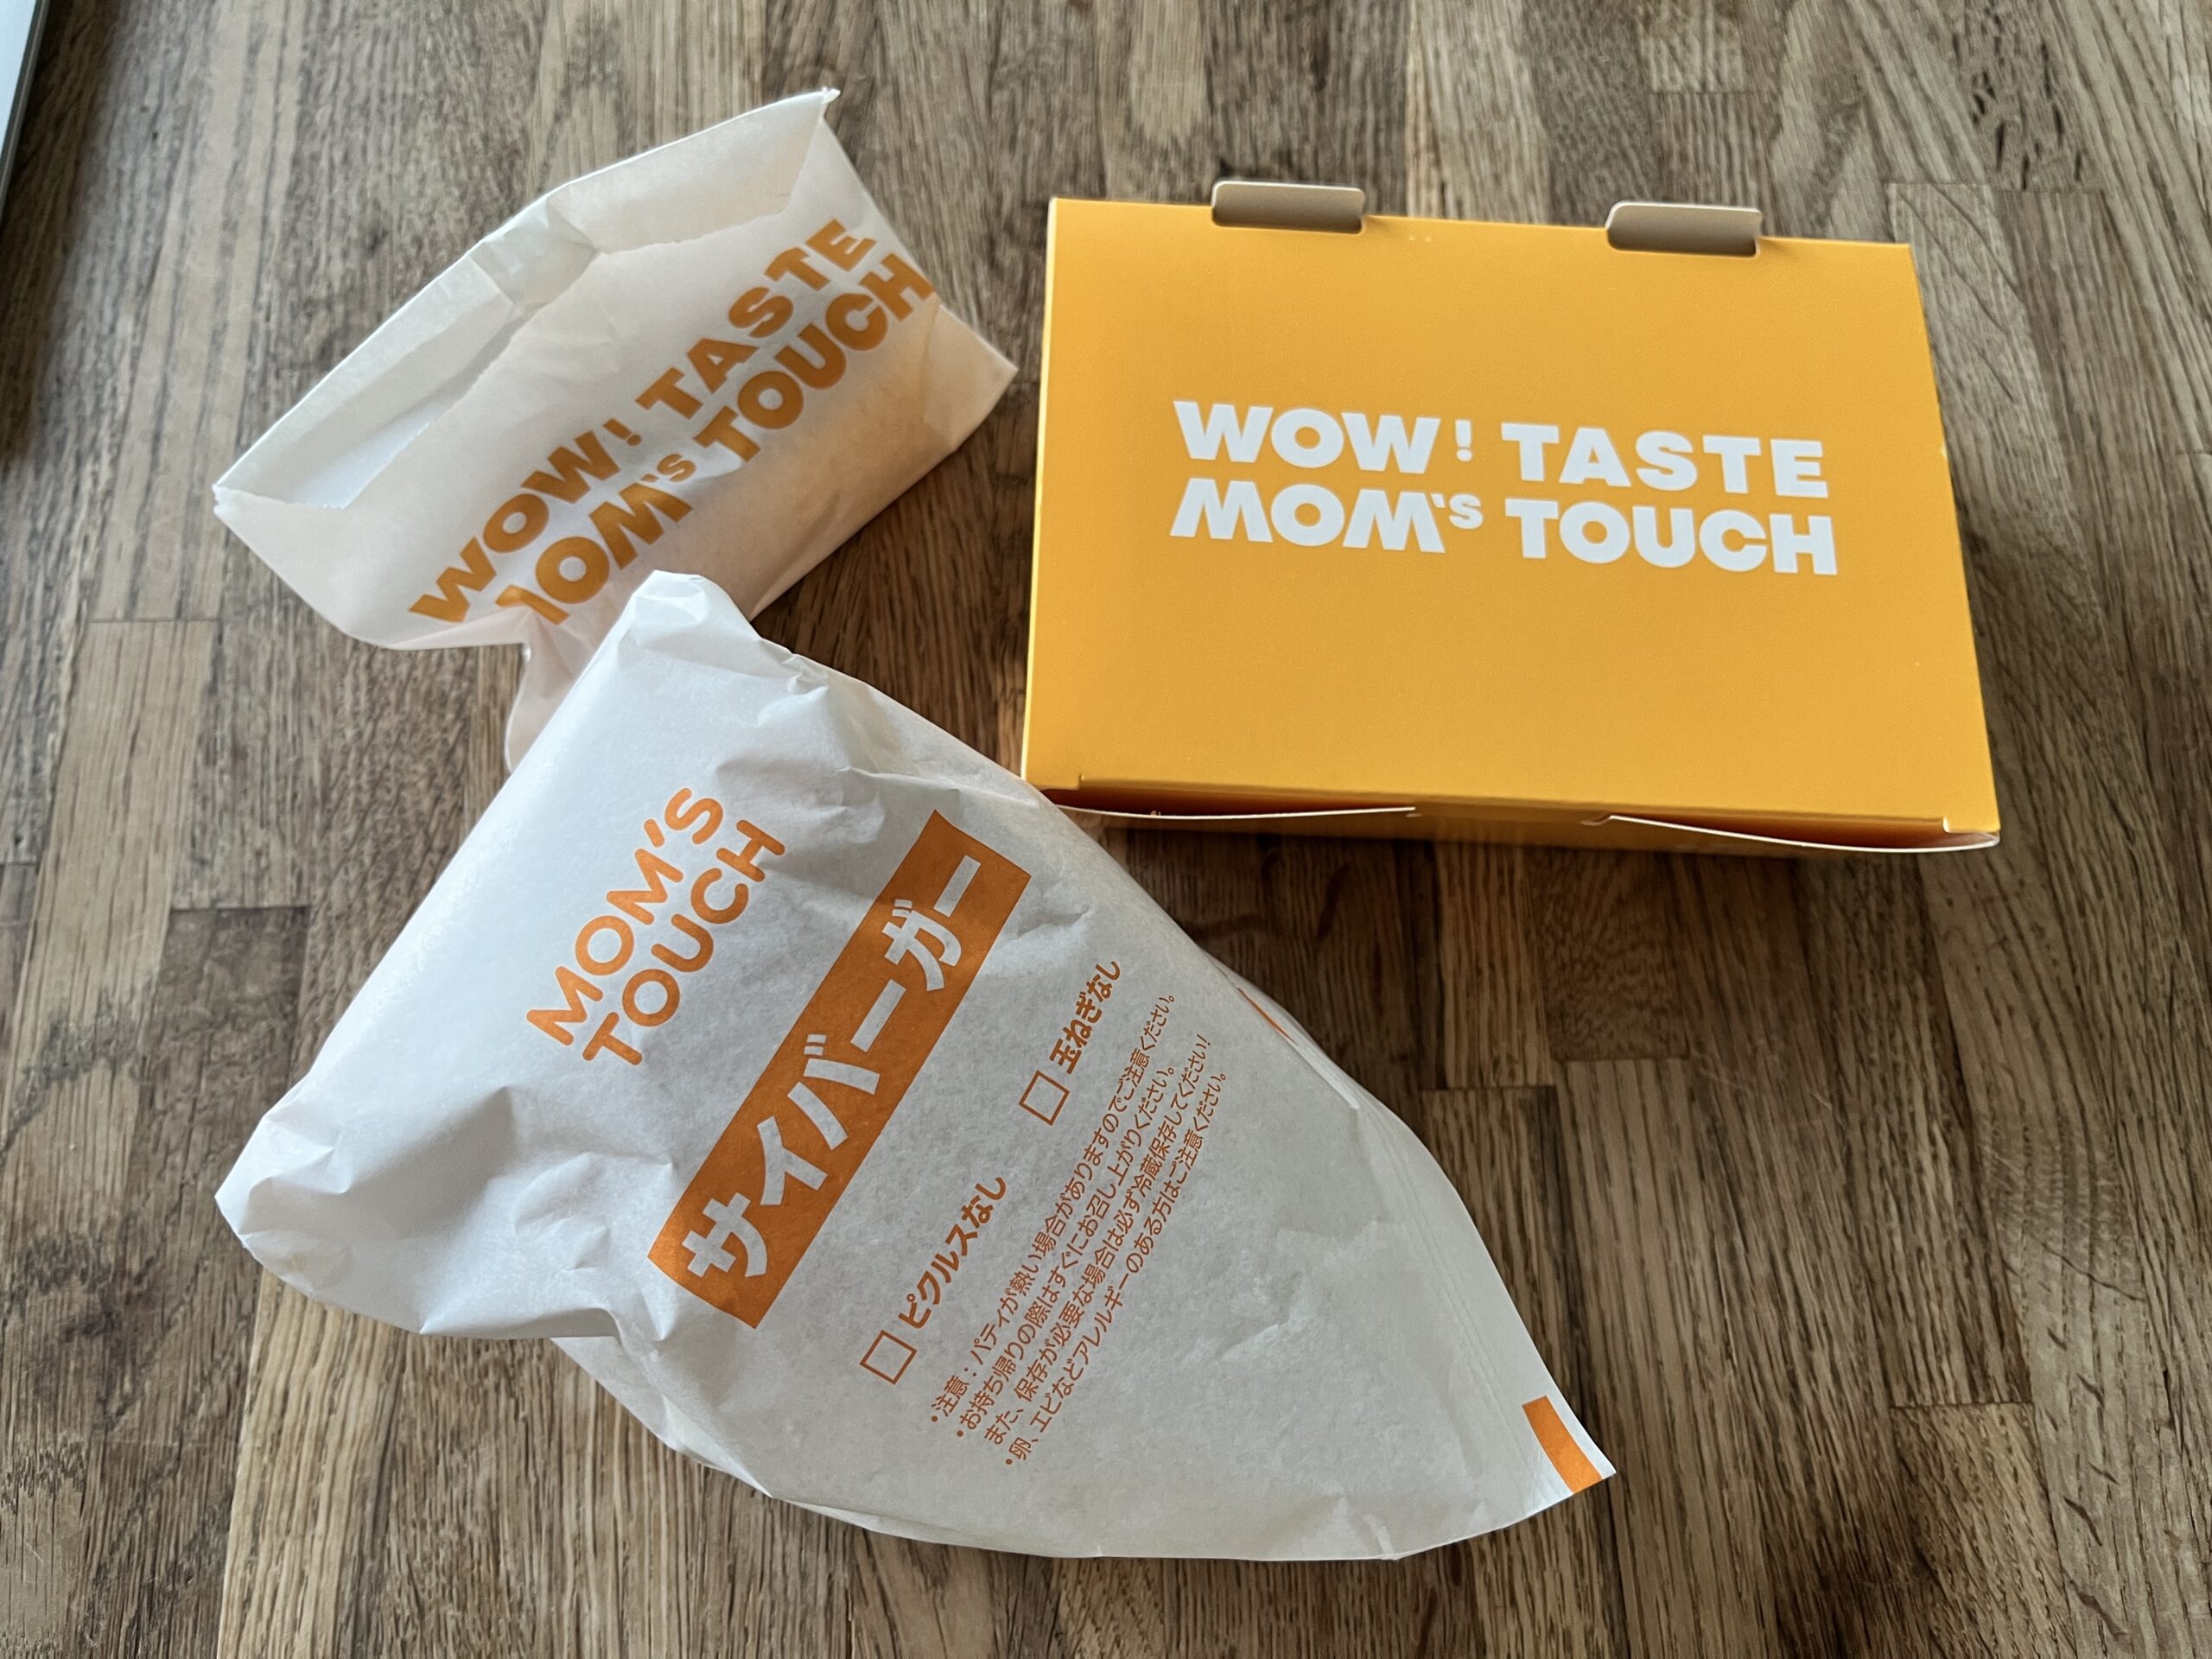 WOW! TASTE
MOM's TOUCH
WOW! TASTE
MOM's TOUCH
MOM'S
TOUCH
サイバーガー
□ ピクルスなし □ 玉ねぎなし
・注意：パティが熱い場合がありますのでご注意ください。
・お持ち帰りの際はすぐにお召し上がりください。
また、保存が必要な場合は必ず冷蔵保存してください！
・卵、エビなどアレルギーのある方はご注意ください。